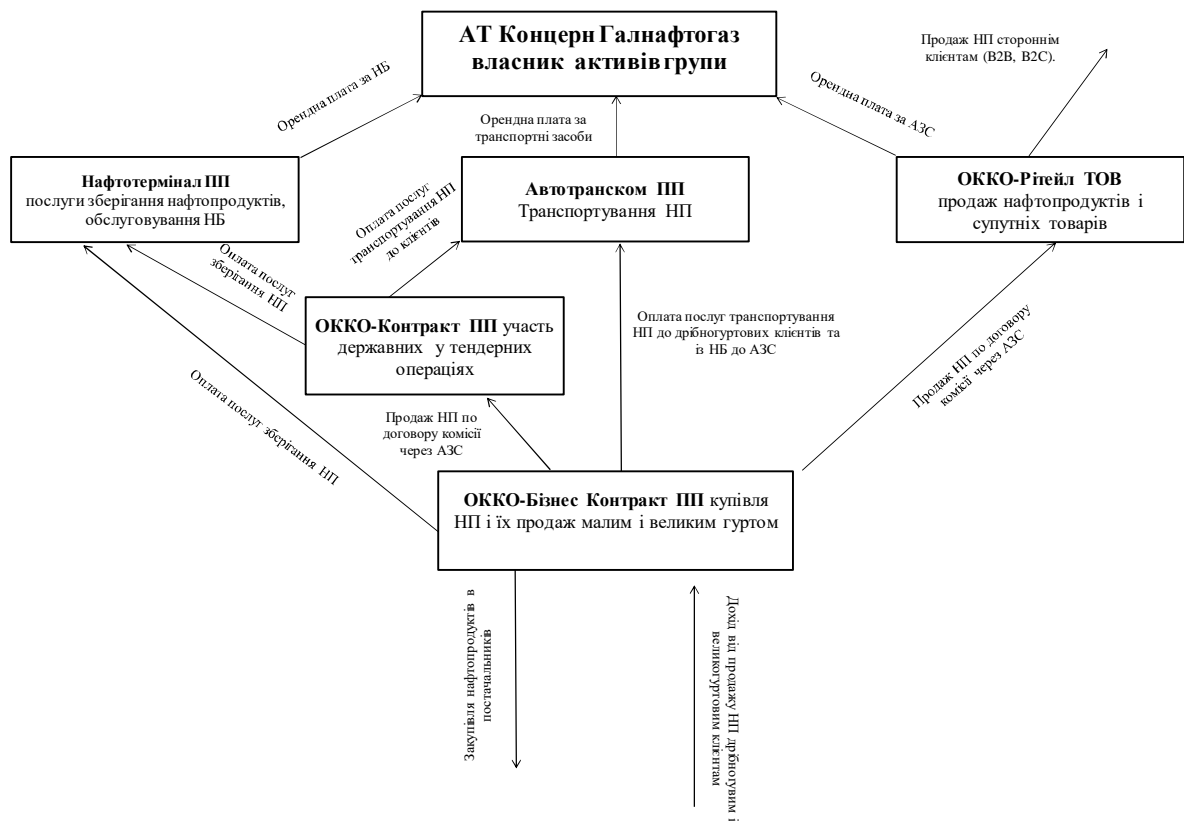 АТ Концерн Галнафтогаз
власник активів групи
Продаж НП стороннім
клієнтам (B2B, B2C).
Орендна плата за НБ
Орендна плата за
транспортні засоби
Орендна плата за АЗС
Нафтотермінал ПП
послуги зберігання нафтопродуктів,
обслуговування НБ
Автотранском ПП
Транспортування НП
ОККО-Рітейл ТОВ
продаж нафтопродуктів і
супутніх товарів
Оплата послуг
транспортування НП
до клієнтів
Оплата послуг
зберігання НП
ОККО-Контракт ПП участь
державних у тендерних
операціях
Оплата послуг транспортування
НП до дрібногуртових клієнтів та
із НБ до АЗС
Продаж НП по договору
комісії через АЗС
Оплата послуг зберігання НП
Продаж НП по
договору комісії
через АЗС
ОККО-Бізнес Контракт ПП купівля
НП і їх продаж малим і великим гуртом
Закупівля нафтопродуктів в
постачальників
Дохід від продажу НП дрібногувим і
великогуртовим клієнтам